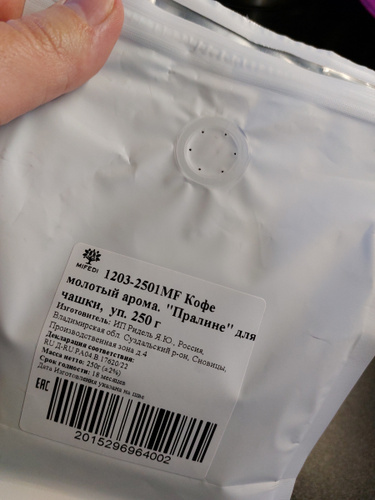 MIFEDI
1203-2501MF Кофе
молотый арома. "Пралине" для
чашки, уп. 250 г
Изготовитель: ИП Ридель Я.Ю., Россия,
Владимирская обл. Суздальский р-он, Сновицы,
Производственная зона д.4
Декларация соответствия:
RU Д-RU.РА04.В.17620/22
Масса нетто: 250г (±2%)
Срок годности: 18 месяцев
Дата Изготовления указана на шве
EAC
2015296964002